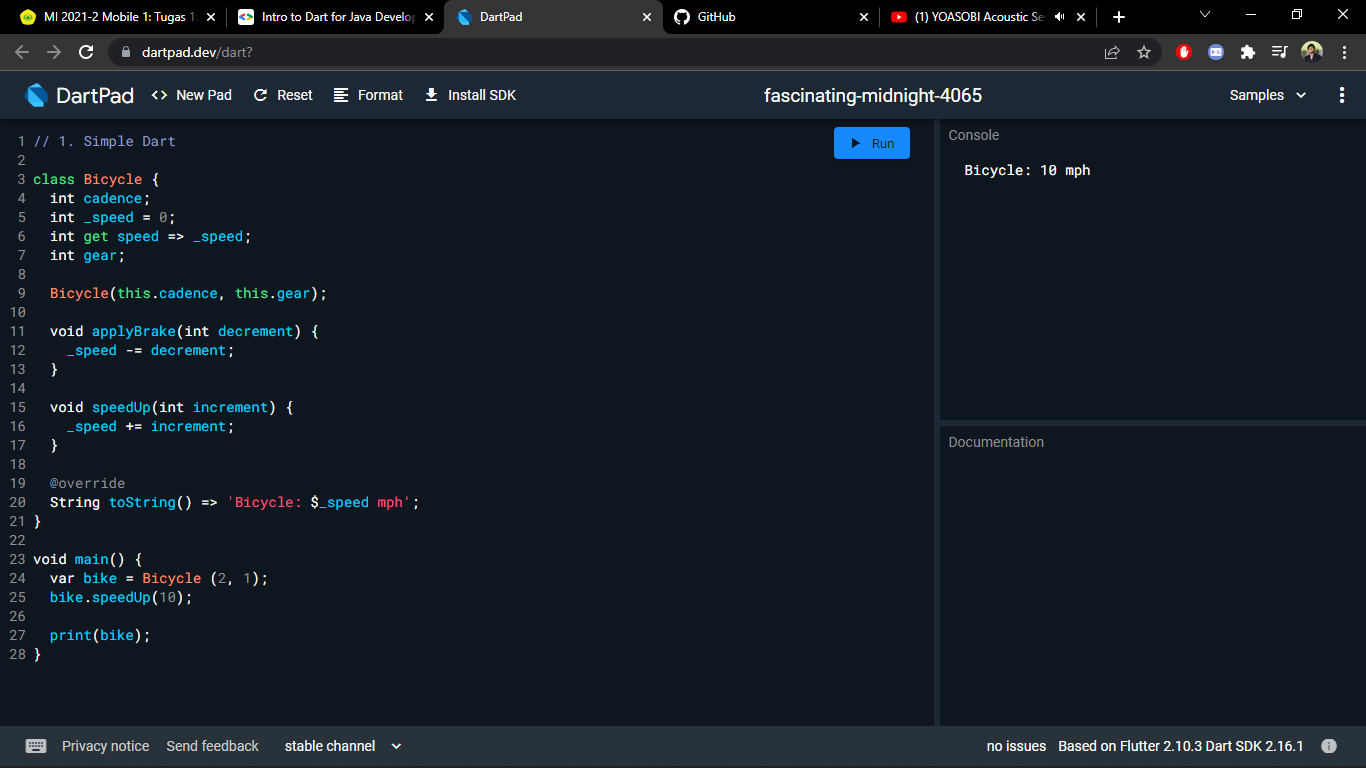 MI 2021-2 Mobile 1: Tugas 1:
Intro to Dart for Java Develop
DartPad
GitHub
(1) YOASOBI Acoustic Se
dartpad.dev/dart?
DartPad
<> New Pad
Reset
Format
Install SDK
fascinating-midnight-4065
Samples
1 // 1. Simple Dart
2
3 class Bicycle {
4   int cadence;
5   int _speed = 0;
6   int get speed => _speed;
7   int gear;
8
9   Bicycle(this.cadence, this.gear);
10
11   void applyBrake(int decrement) {
12     _speed -= decrement;
13   }
14
15   void speedUp(int increment) {
16     _speed += increment;
17   }
18
19   @override
20   String toString() => 'Bicycle: $_speed mph';
21 }
22
23 void main() {
24   var bike = Bicycle (2, 1);
25   bike.speedUp(10);
26
27   print(bike);
28 }
Run
Console
Bicycle: 10 mph
Documentation
Privacy notice
Send feedback
stable channel
no issues
Based on Flutter 2.10.3 Dart SDK 2.16.1